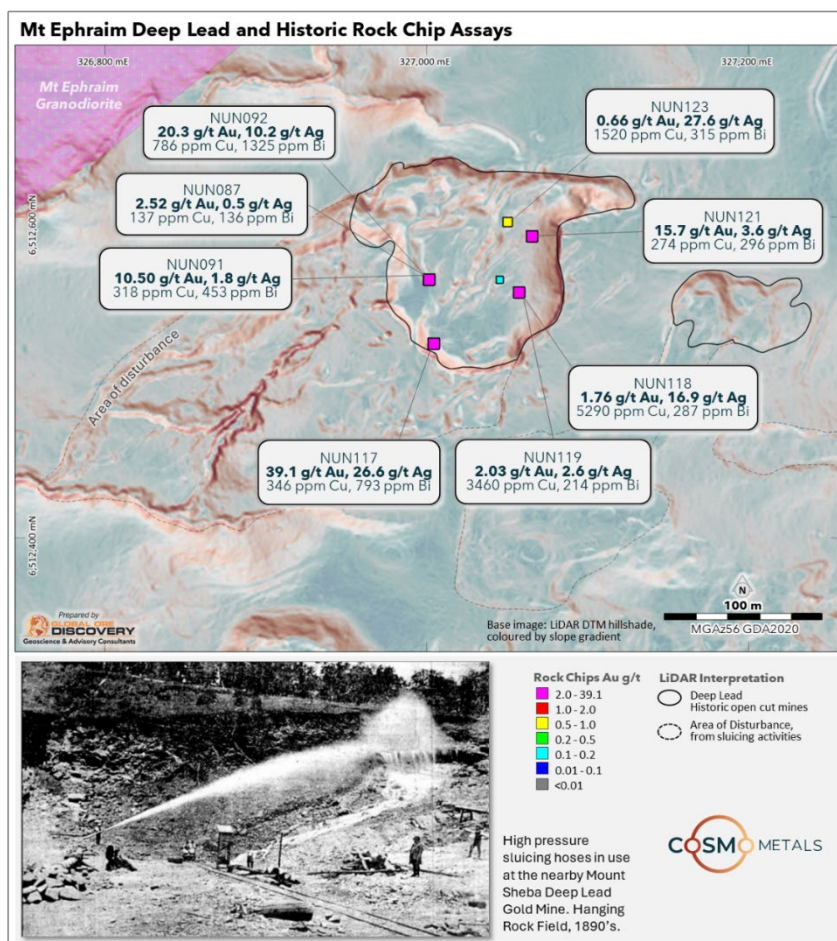 Mt Ephraim Deep Lead and Historic Rock Chip Assays
326,800 mE
327,000 mE
327,200 mE
Mt Ephraim
Granodiorite
NUN092
20.3 g/t Au, 10.2 g/t Ag
786 ppm Cu, 1325 ppm Bi
NUN123
0.66 g/t Au, 27.6 g/t Ag
1520 ppm Cu, 315 ppm Bi
NUN087
2.52 g/t Au, 0.5 g/t Ag
137 ppm Cu, 136 ppm Bi
6,512,600 mN
NUN121
15.7 g/t Au, 3.6 g/t Ag
274 ppm Cu, 296 ppm Bi
NUN091
10.50 g/t Au, 1.8 g/t Ag
318 ppm Cu, 453 ppm Bi
Area of disturbance
NUN118
1.76 g/t Au, 16.9 g/t Ag
5290 ppm Cu, 287 ppm Bi
NUN117
39.1 g/t Au, 26.6 g/t Ag
346 ppm Cu, 793 ppm Bi
NUN119
2.03 g/t Au, 2.6 g/t Ag
3460 ppm Cu, 214 ppm Bi
6,512,400 mN
Prepared by
GLOBAL ORE
DISCOVERY
Geoscience & Advisory Consultants
Base image: LiDAR DTM hillshade,
coloured by slope gradient
N
100 m
MGAz56 GDA2020
Rock Chips Au g/t
2.0 - 39.1
1.0 - 2.0
0.5 - 1.0
0.2 - 0.5
0.1 - 0.2
0.01 - 0.1
<0.01
LiDAR Interpretation
Deep Lead
Historic open cut mines
Area of Disturbance,
from sluicing activities
High pressure
sluicing hoses in use
at the nearby Mount
Sheba Deep Lead
Gold Mine. Hanging
Rock Field, 1890's.
COSMO METALS